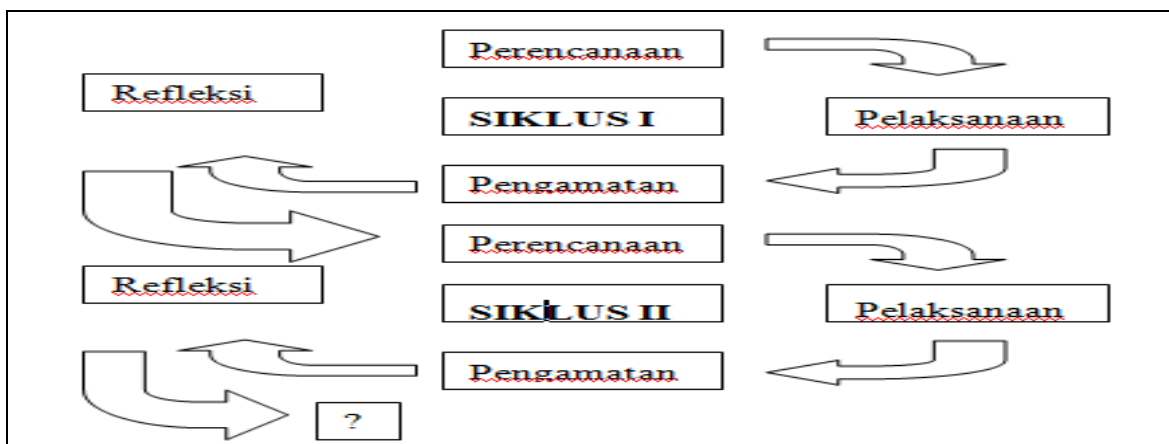 Perencanaan
Refleksi
SIKLUS I
Pelaksanaan
Pengamatan
Perencanaan
Refleksi
SIKLUS II
Pelaksanaan
Pengamatan
?